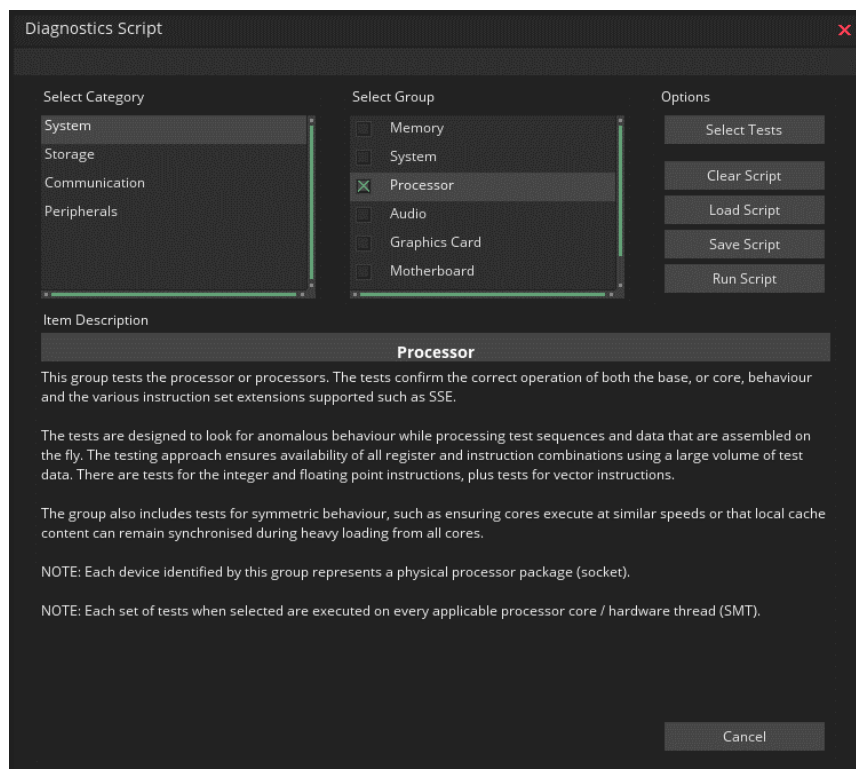 Diagnostics Script
Select Category
Select Group
Options
System
Memory
Select Tests
Storage
System
Communication
Processor
Clear Script
Peripherals
Audio
Load Script
Graphics Card
Save Script
Motherboard
Run Script
Item Description
Processor
This group tests the processor or processors. The tests confirm the correct operation of both the base, or core, behaviour
and the various instruction set extensions supported such as SSE.
The tests are designed to look for anomalous behaviour while processing test sequences and data that are assembled on
the fly. The testing approach ensures availability of all register and instruction combinations using a large volume of test
data. There are tests for the integer and floating point instructions, plus tests for vector instructions.
The group also includes tests for symmetric behaviour, such as ensuring cores execute at similar speeds or that local cache
content can remain synchronised during heavy loading from all cores.
NOTE: Each device identified by this group represents a physical processor package (socket).
NOTE: Each set of tests when selected are executed on every applicable processor core / hardware thread (SMT).
Cancel